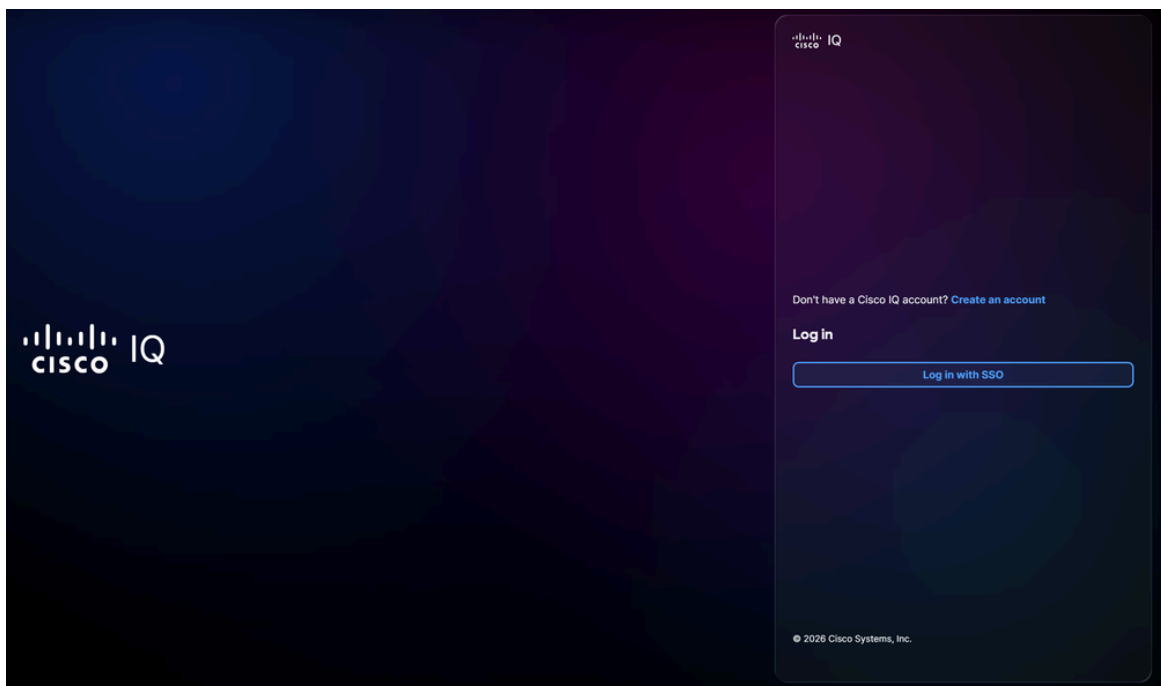 cisco IQ
cisco IQ
Don't have a Cisco IQ account? Create an account
Log in
Log in with SSO
© 2026 Cisco Systems, Inc.